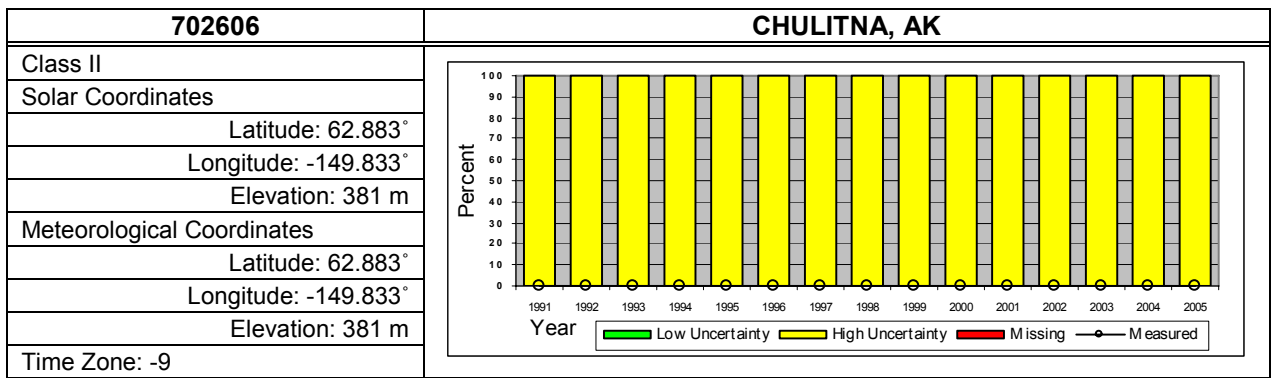 702606
CHULITNA, AK
Class II
Solar Coordinates
Latitude: 62.883˚
Longitude: -149.833˚
Elevation: 381 m
Meteorological Coordinates
Latitude: 62.883˚
Longitude: -149.833˚
Elevation: 381 m
Time Zone: -9
Percent
100
90
80
70
60
50
40
30
20
10
0
1991 1992 1993 1994 1995 1996 1997 1998 1999 2000 2001 2002 2003 2004 2005
Year
Low Uncertainty High Uncertainty Missing Measured